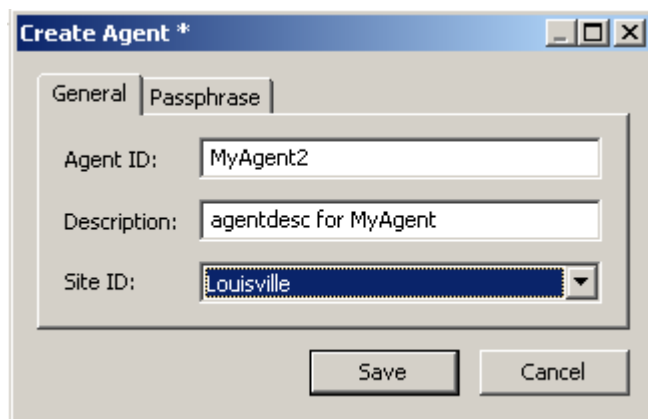 Create Agent *
General Passphrase
Agent ID: MyAgent2
Description: agentdesc for MyAgent
Site ID: Louisville
Save Cancel